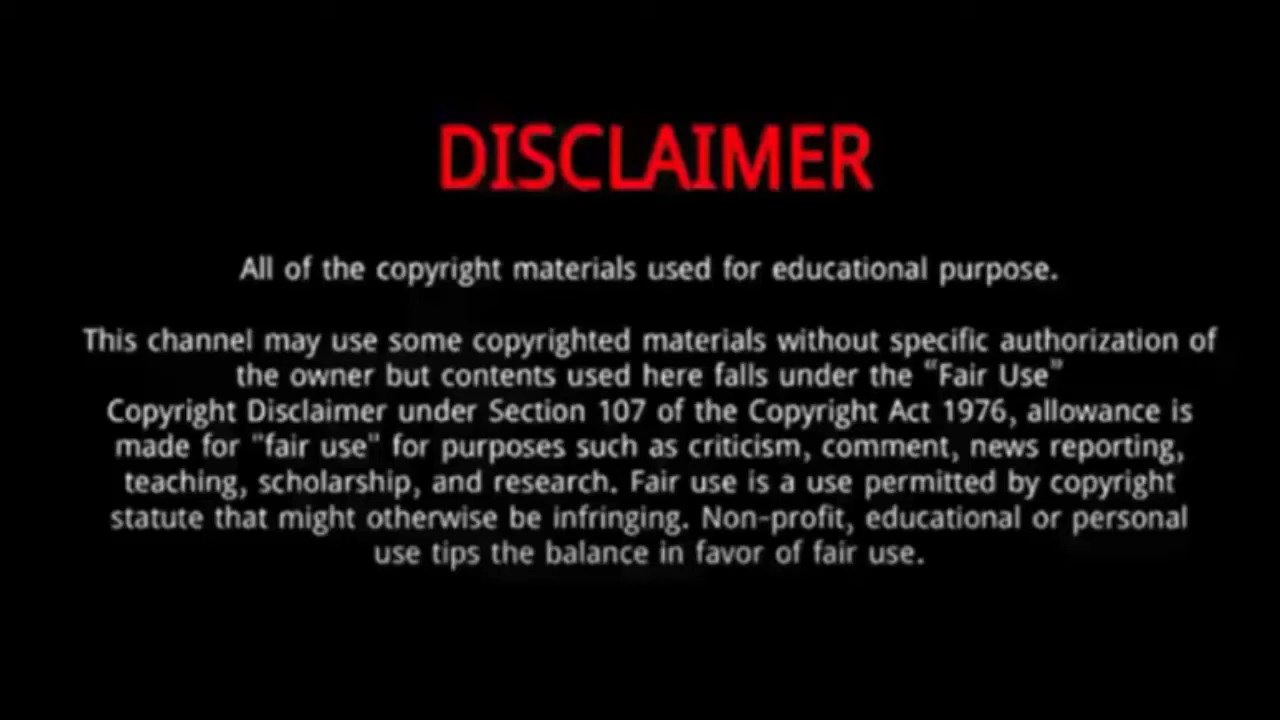 DISCLAIMER
All of the copyright materials used for educational purpose.
This channel may use some copyrighted materials without specific authorization of
the owner but contents used here falls under the “Fair Use”
Copyright Disclaimer under Section 107 of the Copyright Act 1976, allowance is
made for "fair use" for purposes such as criticism, comment, news reporting,
teaching, scholarship, and research. Fair use is a use permitted by copyright
statute that might otherwise be infringing. Non-profit, educational or personal
use tips the balance in favor of fair use.